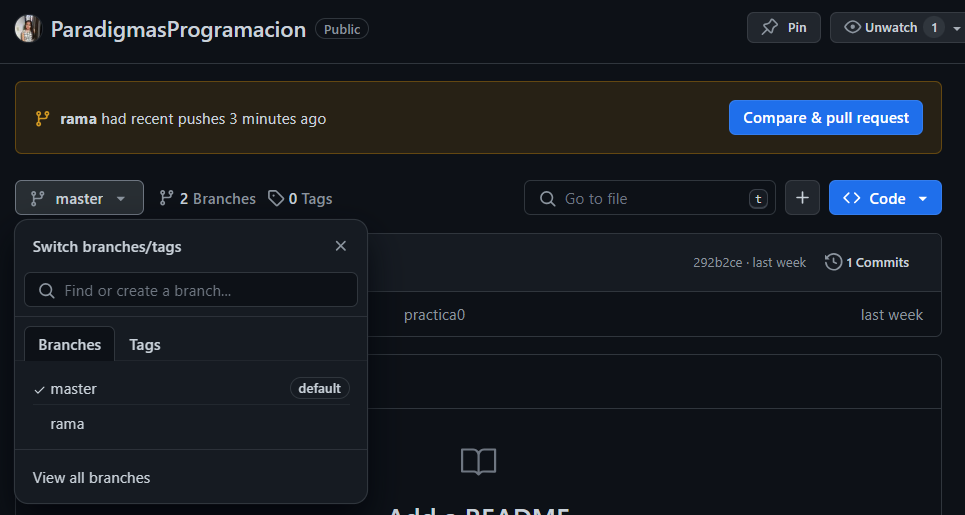 ParadigmasProgramacion Public Pin Unwatch 1
rama had recent pushes 3 minutes ago Compare & pull request
master 2 Branches 0 Tags Go to file t Code
Switch branches/tags
292b2ce · last week 1 Commits
Find or create a branch...
practica0 last week
Branches Tags
master default
rama
View all branches
Add a README